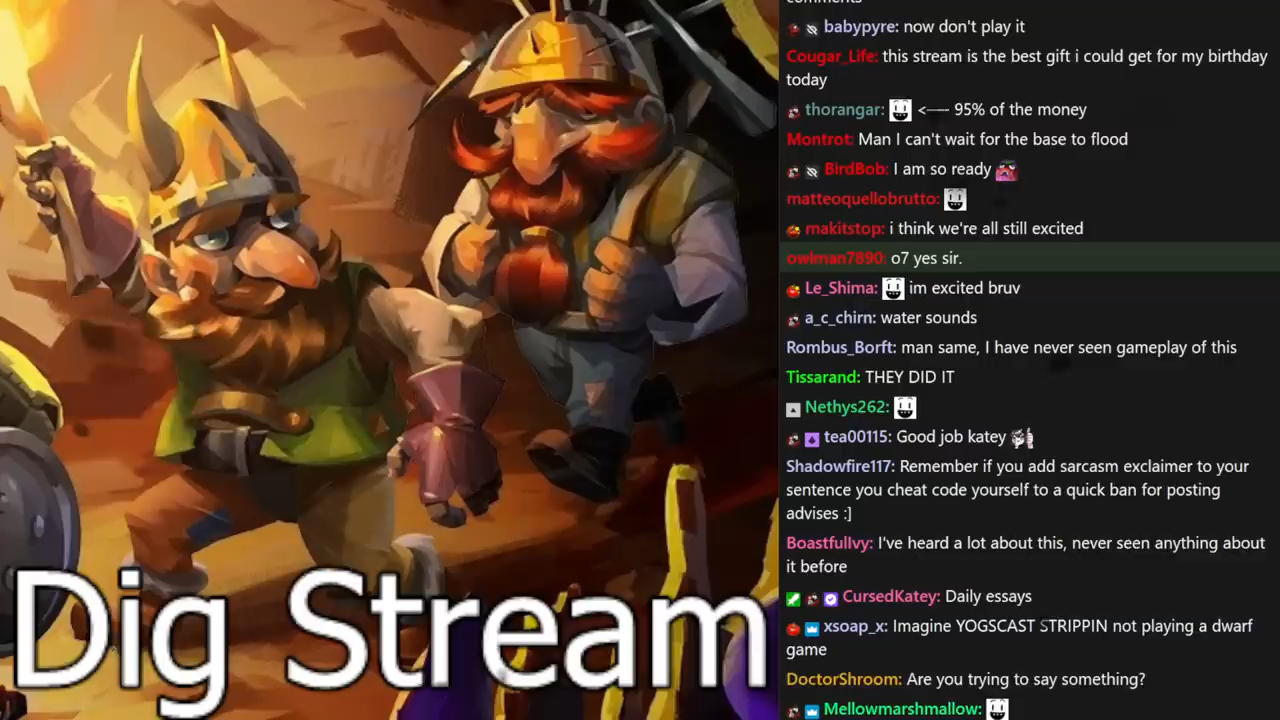 comments
babypyre: now don't play it
Cougar_Life: this stream is the best gift i could get for my birthday
today
thorangar: <---- 95% of the money
Montrot: Man I can't wait for the base to flood
BirdBob: I am so ready
matteoquellobrutto:
makitstop: i think we're all still excited
owlman7890: o7 yes sir.
Le_Shima: im excited bruv
a_c_chirn: water sounds
Rombus_Borft: man same, I have never seen gameplay of this
Tissarand: THEY DID IT
Nethys262:
tea00115: Good job katey
Shadowfire117: Remember if you add sarcasm exclaimer to your
sentence you cheat code yourself to a quick ban for posting
advises :]
BoastfulIvy: I've heard a lot about this, never seen anything about
it before
CursedKatey: Daily essays
xsoap_x: Imagine YOGSCAST STRIPPIN not playing a dwarf
game
DoctorShroom: Are you trying to say something?
Mellowmarshmallow:
Dig Stream